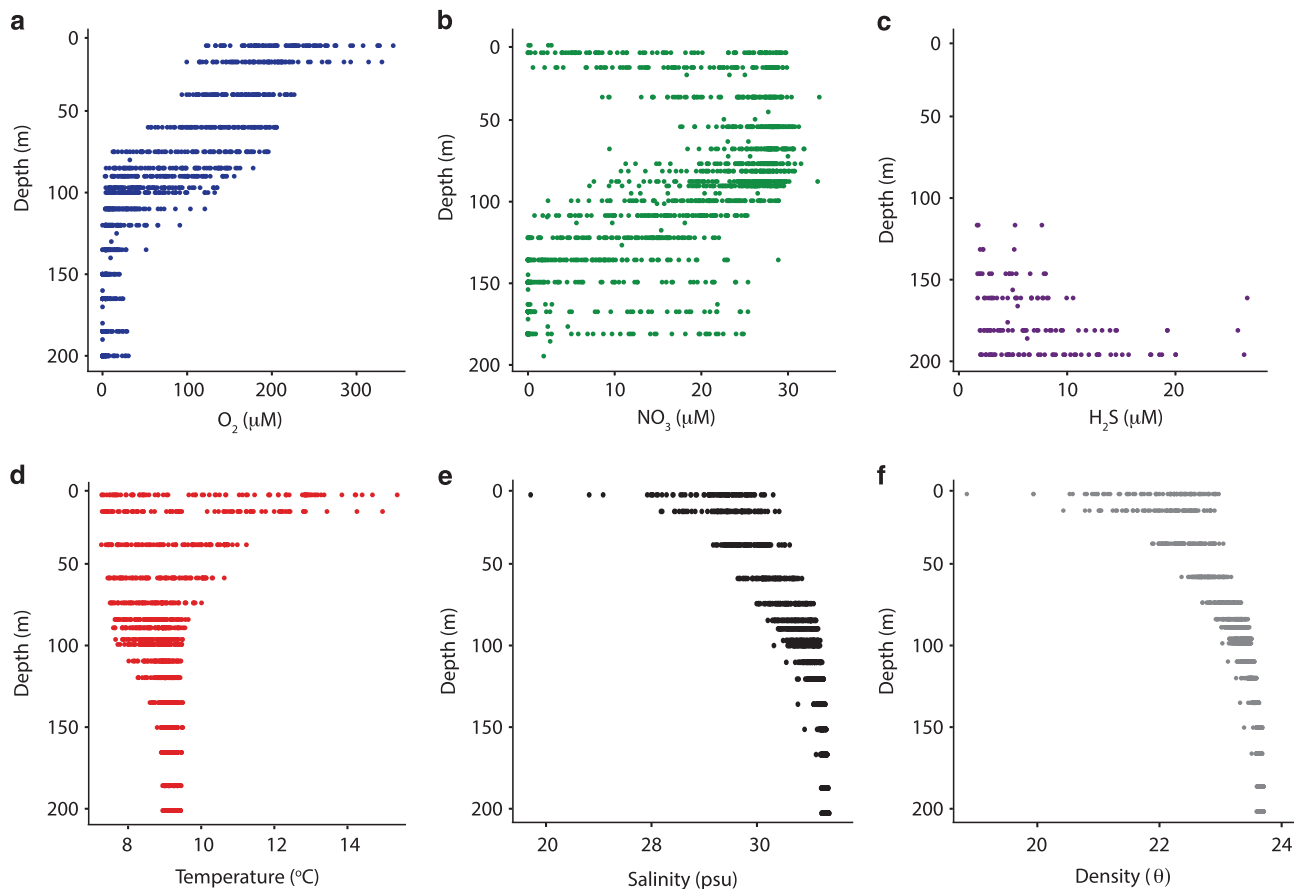 a
0
50
100
150
200
Depth (m)
0 100 200 300
O2 (μM)
b
0
50
100
150
200
Depth (m)
0 10 20 30
NO3 (μM)
c
0
50
100
150
200
Depth (m)
0 10 20
H2S (μM)
d
0
50
100
150
200
Depth (m)
8 10 12 14
Temperature (°C)
e
0
50
100
150
200
Depth (m)
20 28 29 30
Salinity (psu)
f
0
50
100
150
200
Depth (m)
20 22 24
Density (θ)